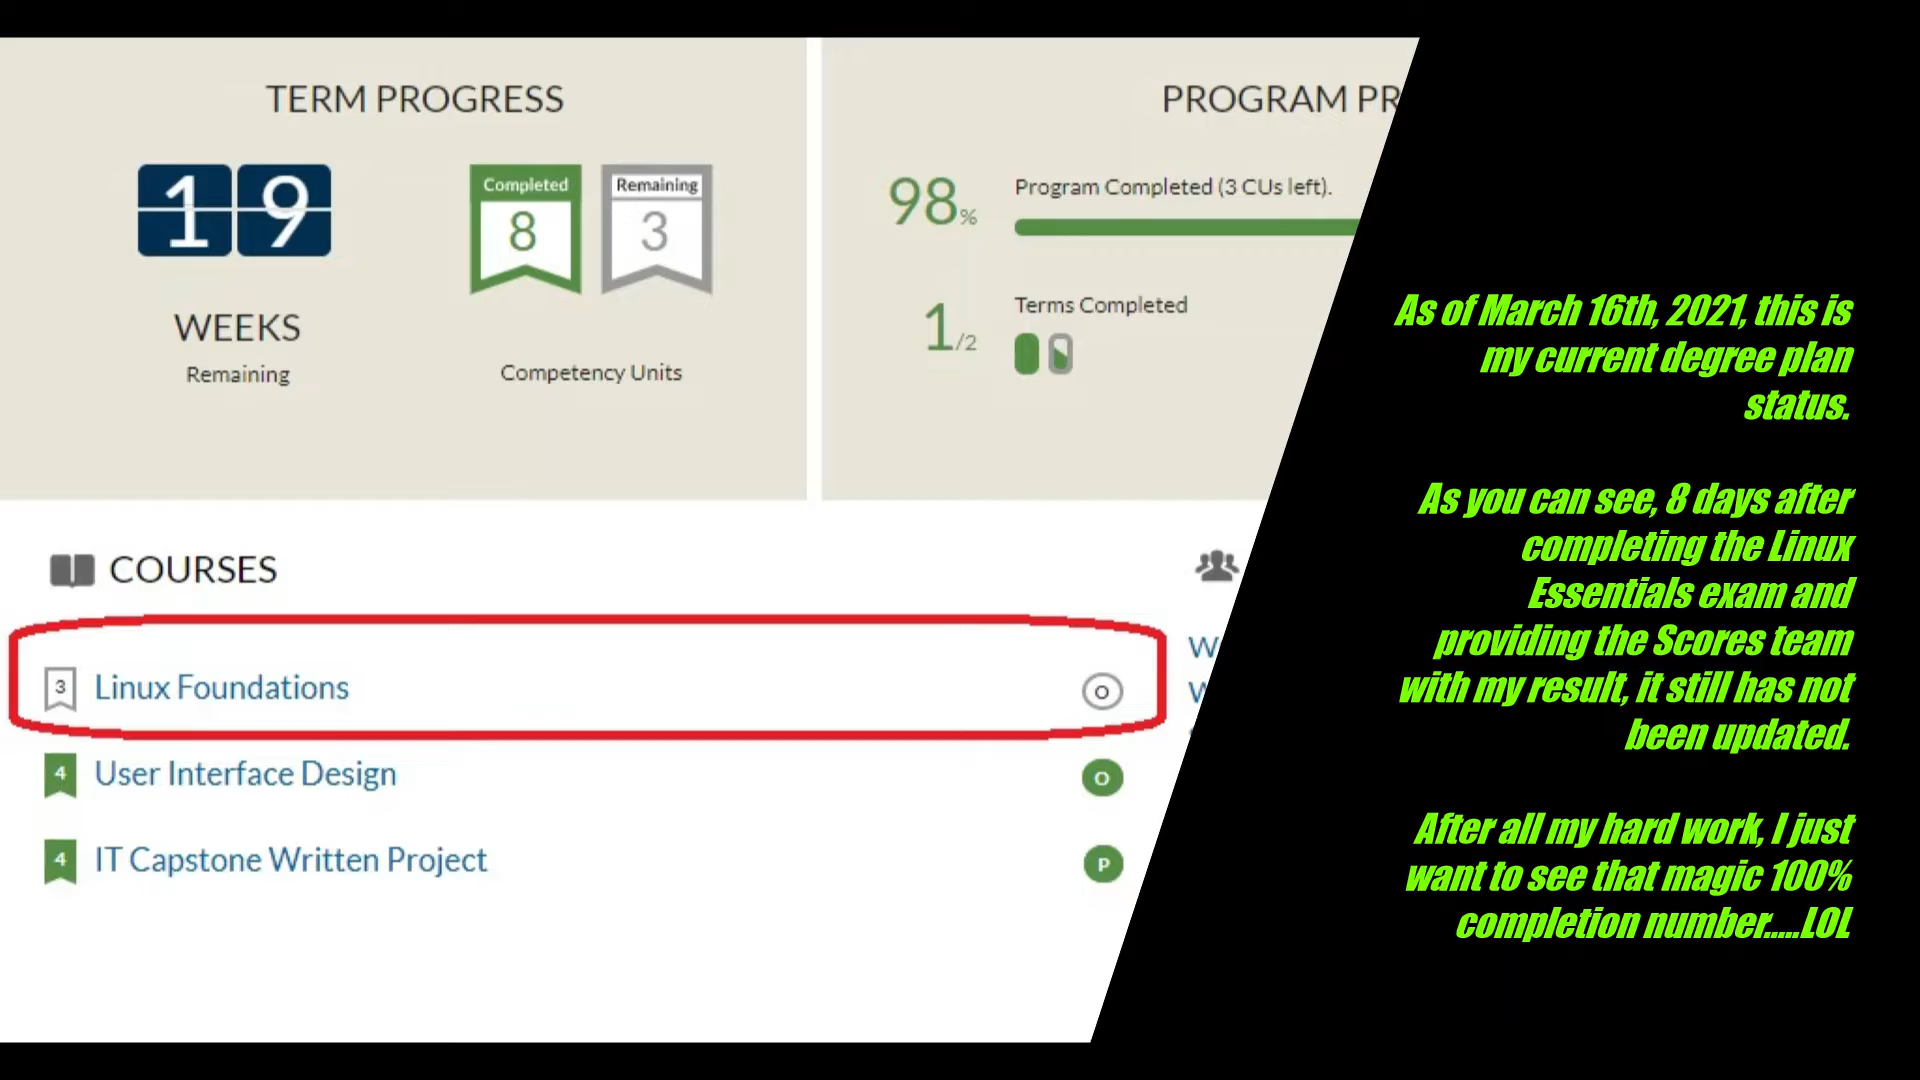 TERM PROGRESS
19
WEEKS
Remaining
Completed
8
Remaining
3
Competency Units
PROGRAM PR
98%
Program Completed (3 CUs left).
1/2
Terms Completed
COURSES
3 Linux Foundations O
4 User Interface Design O
4 IT Capstone Written Project P
W
W
As of March 16th, 2021, this is
my current degree plan
status.
As you can see, 8 days after
completing the Linux
Essentials exam and
providing the Scores team
with my result, it still has not
been updated.
After all my hard work, I just
want to see that magic 100%
completion number.....LOL